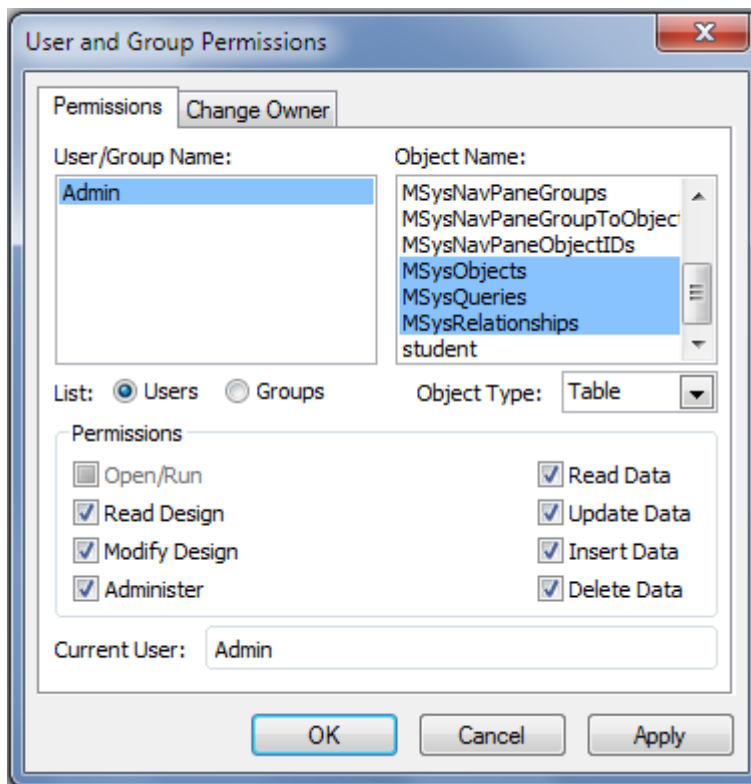 User and Group Permissions
Permissions
Change Owner
User/Group Name:
Object Name:
Admin
MSysNavPaneGroups
MSysNavPaneGroupToObject
MSysNavPaneObjectIDs
MSysObjects
MSysQueries
MSysRelationships
student
List:
Users
Groups
Object Type:
Table
Permissions
Open/Run
Read Data
Read Design
Update Data
Modify Design
Insert Data
Administer
Delete Data
Current User:
Admin
OK
Cancel
Apply